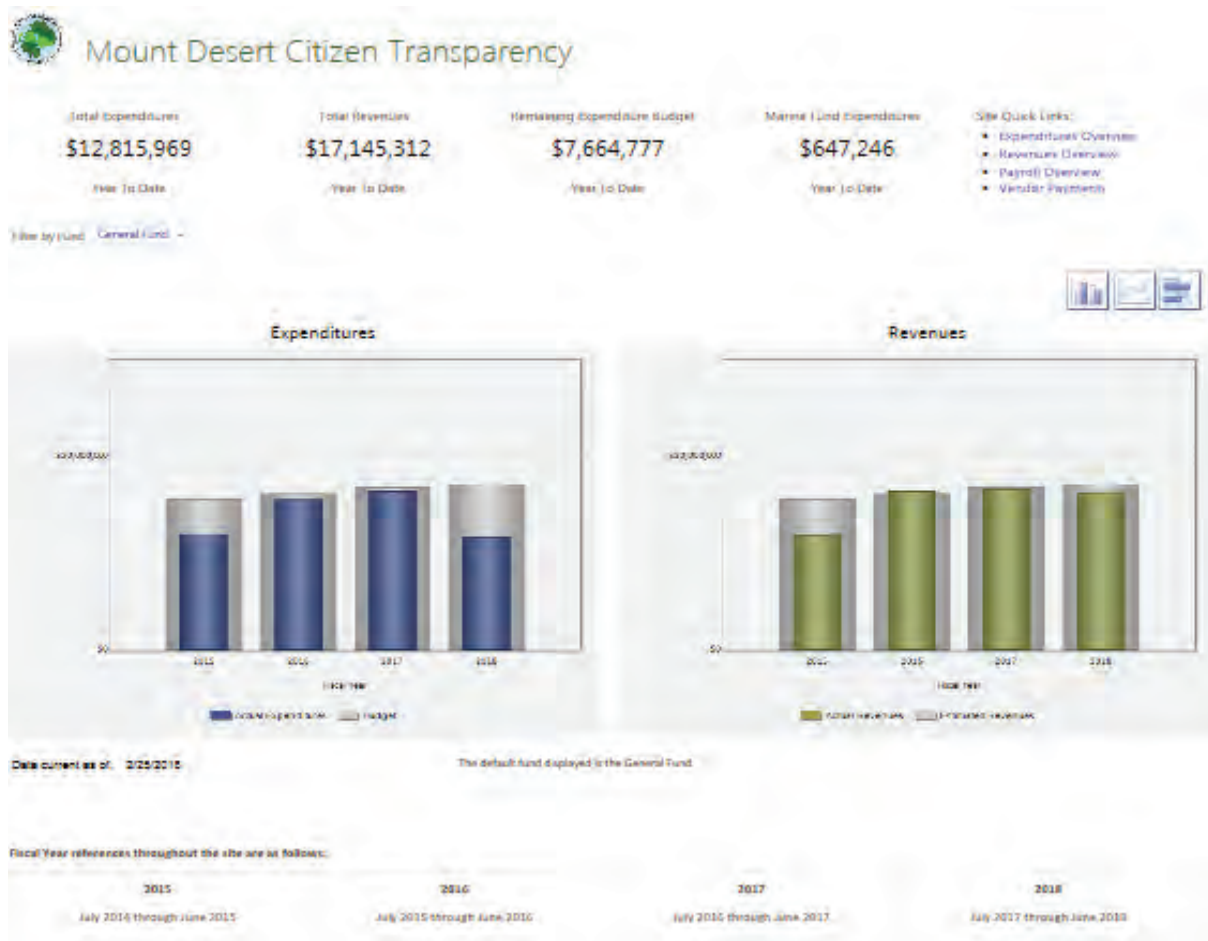 Mount Desert Citizen Transparency
Total Expenditures
$12,815,969
Year To Date
Total Revenues
$17,145,312
Year To Date
Remaining Expenditure Budget
$7,664,777
Year To Date
Marine Fund Expenditures
$647,246
Year To Date
Site Quick Links:
• Expenditures Overview
• Revenues Overview
• Payroll Overview
• Vendor Payments
Filter by Fund General Fund
Expenditures
$0
2015 2016 2017 2018
Fiscal Year
Actual Expenditures Budget
Revenues
$0
2015 2016 2017 2018
Fiscal Year
Actual Revenues Estimated Revenues
Data current as of:
The default fund displayed is the General Fund
Fiscal Year references throughout the site are as follows:
2015
July 2014 through June 2015
2016
July 2015 through June 2016
2017
July 2016 through June 2017
2018
July 2017 through June 2018